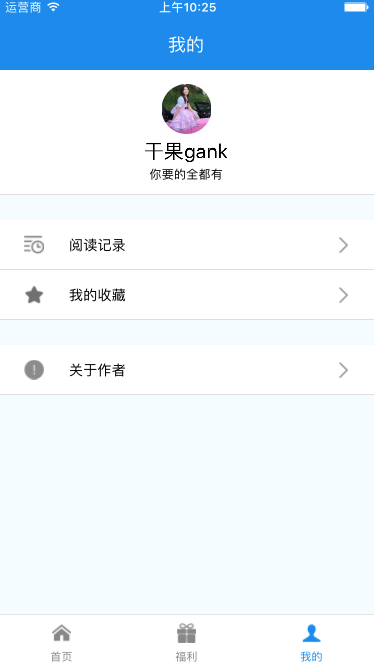 运营商 上午10:25
我的
干果gank
你要的全都有
阅读记录
我的收藏
关于作者
首页 福利 我的